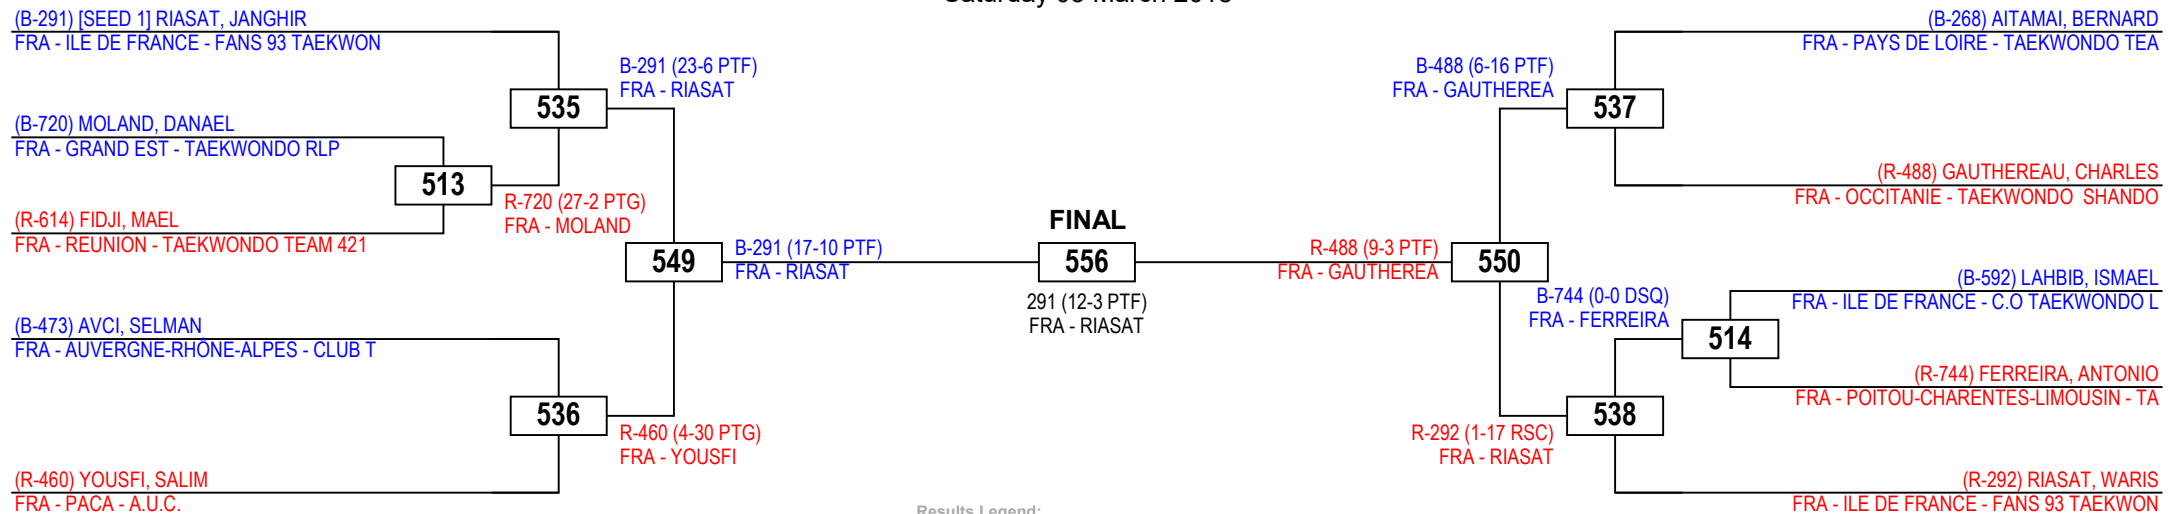 (B-291) [SEED 1] RIASAT, JANGHIR
FRA - ILE DE FRANCE - FANS 93 TAEKWON
(B-720) MOLAND, DANAEL
FRA - GRAND EST - TAEKWONDO RLP
(R-614) FIDJI, MAEL
FRA - REUNION - TAEKWONDO TEAM 421
(B-473) AVCI, SELMAN
FRA - AUVERGNE-RHÔNE-ALPES - CLUB T
(R-460) YOUSFI, SALIM
FRA - PACA - A.U.C.
513
R-720 (27-2 PTG)
FRA - MOLAND
535
B-291 (23-6 PTF)
FRA - RIASAT
536
R-460 (4-30 PTG)
FRA - YOUSFI
549
B-291 (17-10 PTF)
FRA - RIASAT
FINAL
556
291 (12-3 PTF)
FRA - RIASAT
R-488 (9-3 PTF)
FRA - GAUTHEREA
550
B-488 (6-16 PTF)
FRA - GAUTHEREA
537
B-744 (0-0 DSQ)
FRA - FERREIRA
514
R-292 (1-17 RSC)
FRA - RIASAT
538
(B-268) AITAMAI, BERNARD
FRA - PAYS DE LOIRE - TAEKWONDO TEA
(R-488) GAUTHEREAU, CHARLES
FRA - OCCITANIE - TAEKWONDO  SHANDO
(B-592) LAHBIB, ISMAEL
FRA - ILE DE FRANCE - C.O TAEKWONDO L
(R-744) FERREIRA, ANTONIO
FRA - POITOU-CHARENTES-LIMOUSIN - TA
(R-292) RIASAT, WARIS
FRA - ILE DE FRANCE - FANS 93 TAEKWON
Results Legend: